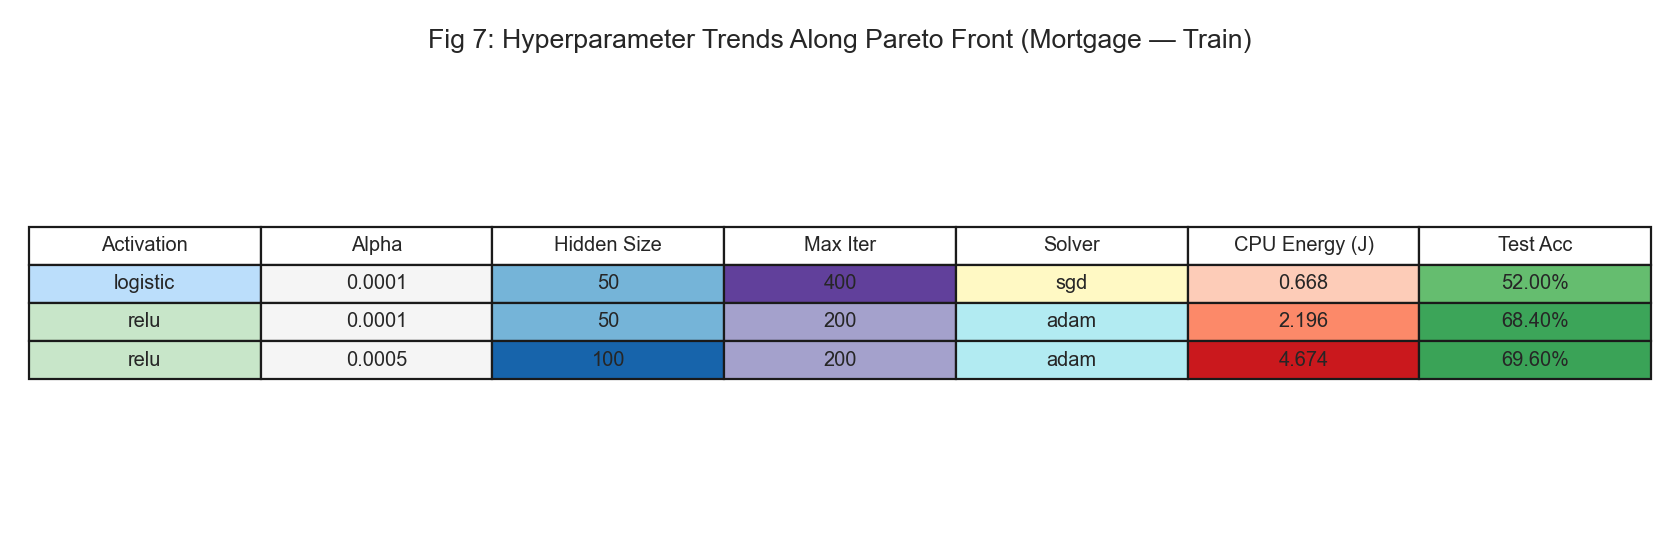 Fig 7: Hyperparameter Trends Along Pareto Front (Mortgage — Train)
Activation Alpha Hidden Size Max Iter Solver CPU Energy (J) Test Acc
logistic 0.0001 50 400 sgd 0.668 52.00%
relu 0.0001 50 200 adam 2.196 68.40%
relu 0.0005 100 200 adam 4.674 69.60%